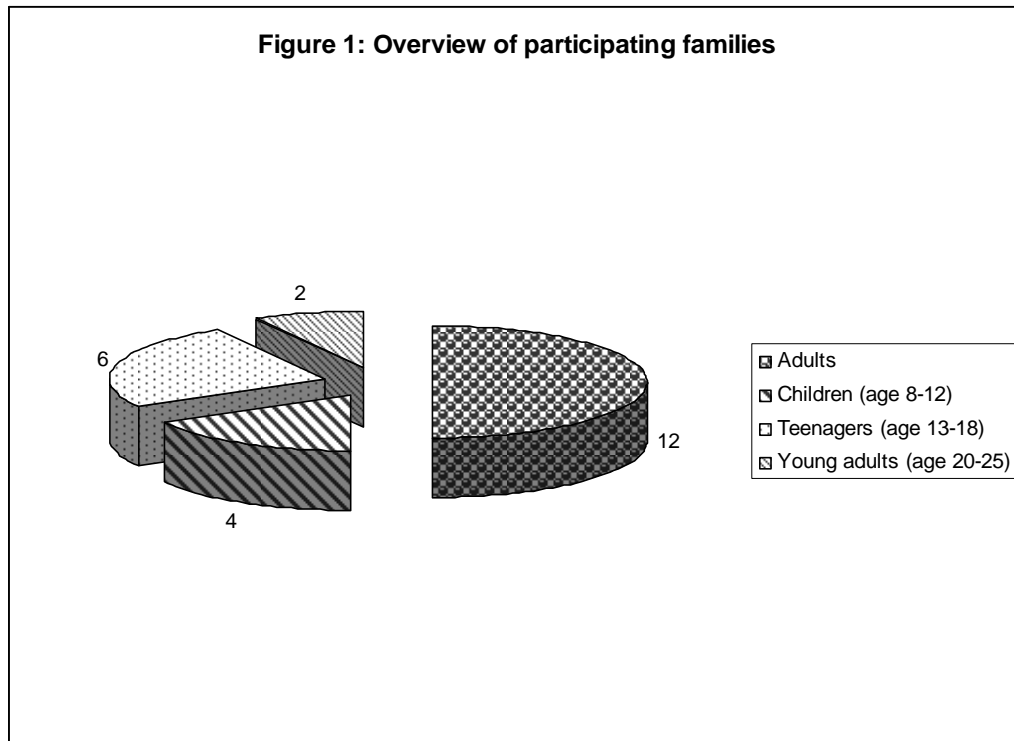 Figure 1: Overview of participating families
2
6
12
4
Adults
Children (age 8-12)
Teenagers (age 13-18)
Young adults (age 20-25)